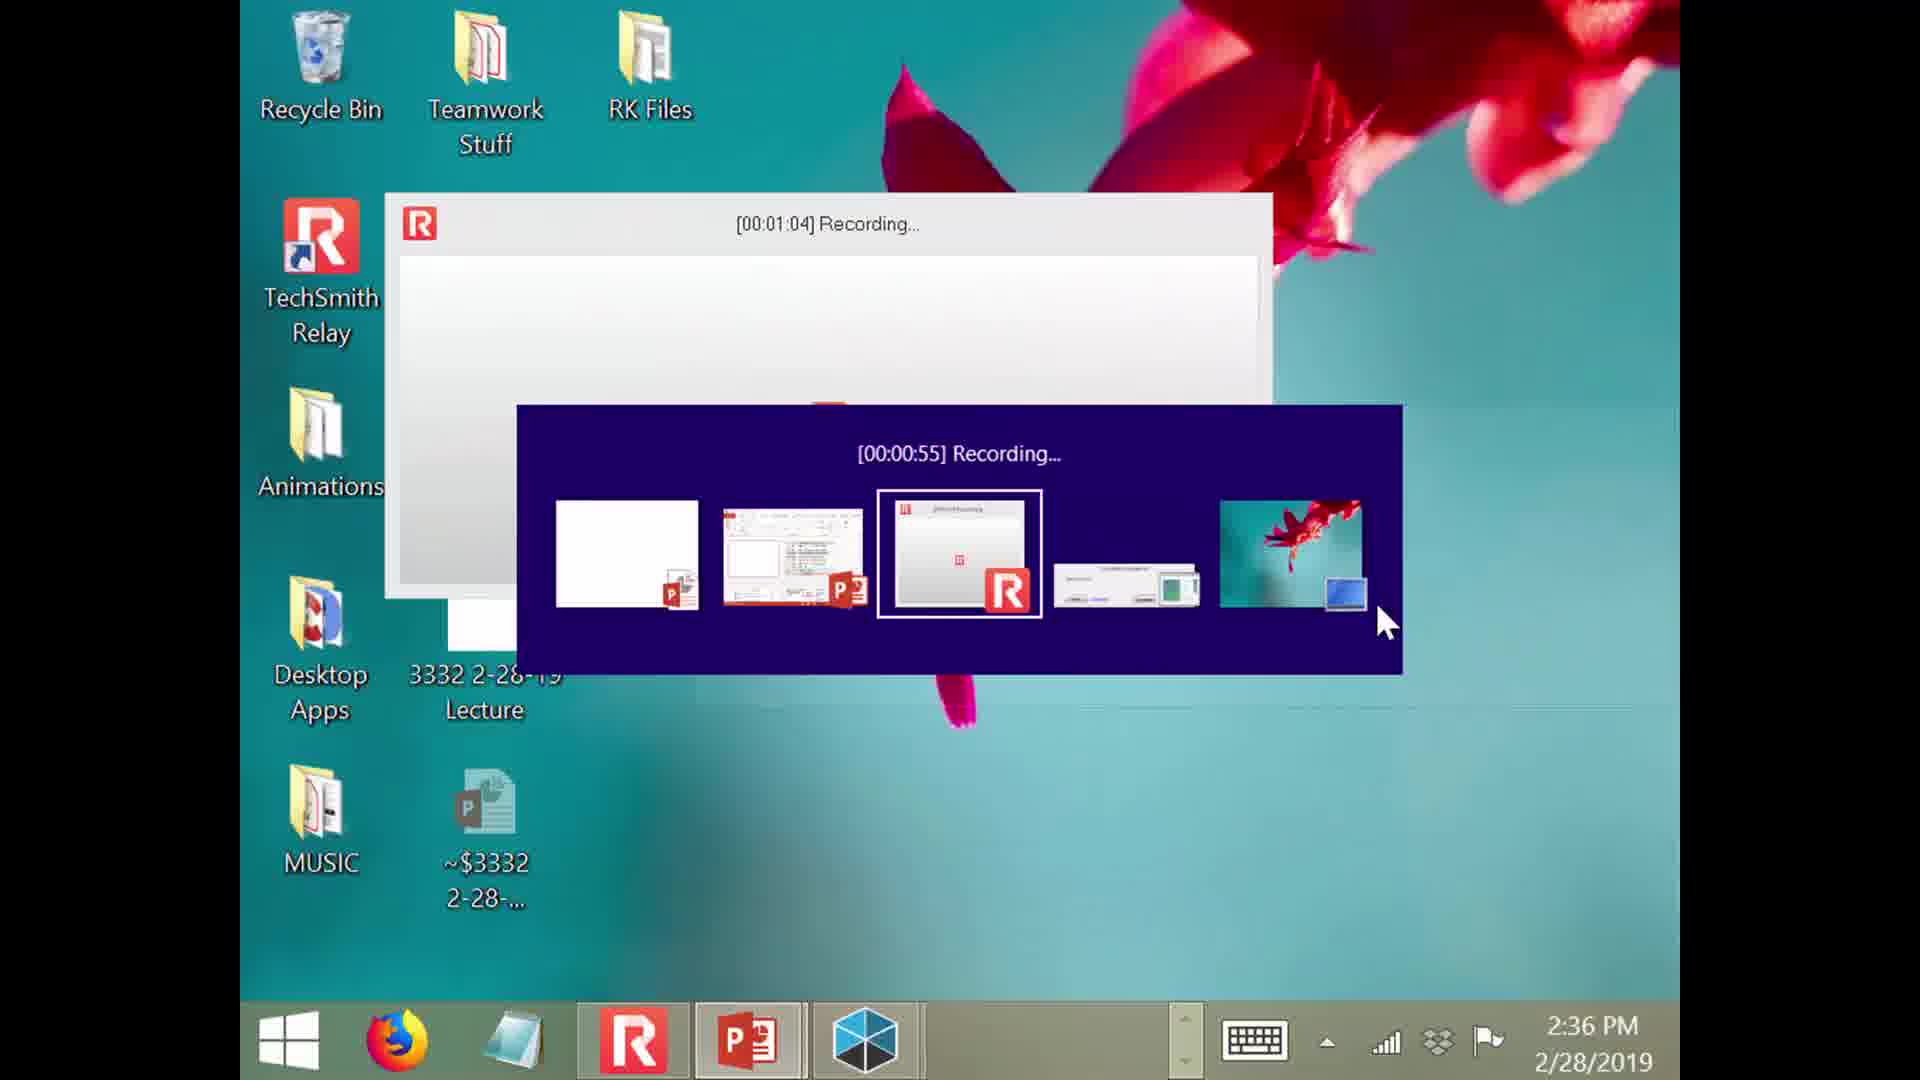 Recycle Bin
Teamwork
Stuff
RK Files
R
[00:01:04] Recording...
TechSmith
Relay
Animations
[00:00:55] Recording...
Desktop
Apps
3332 2-28-19
Lecture
MUSIC
~$3332
2-28-...
2:36 PM
2/28/2019